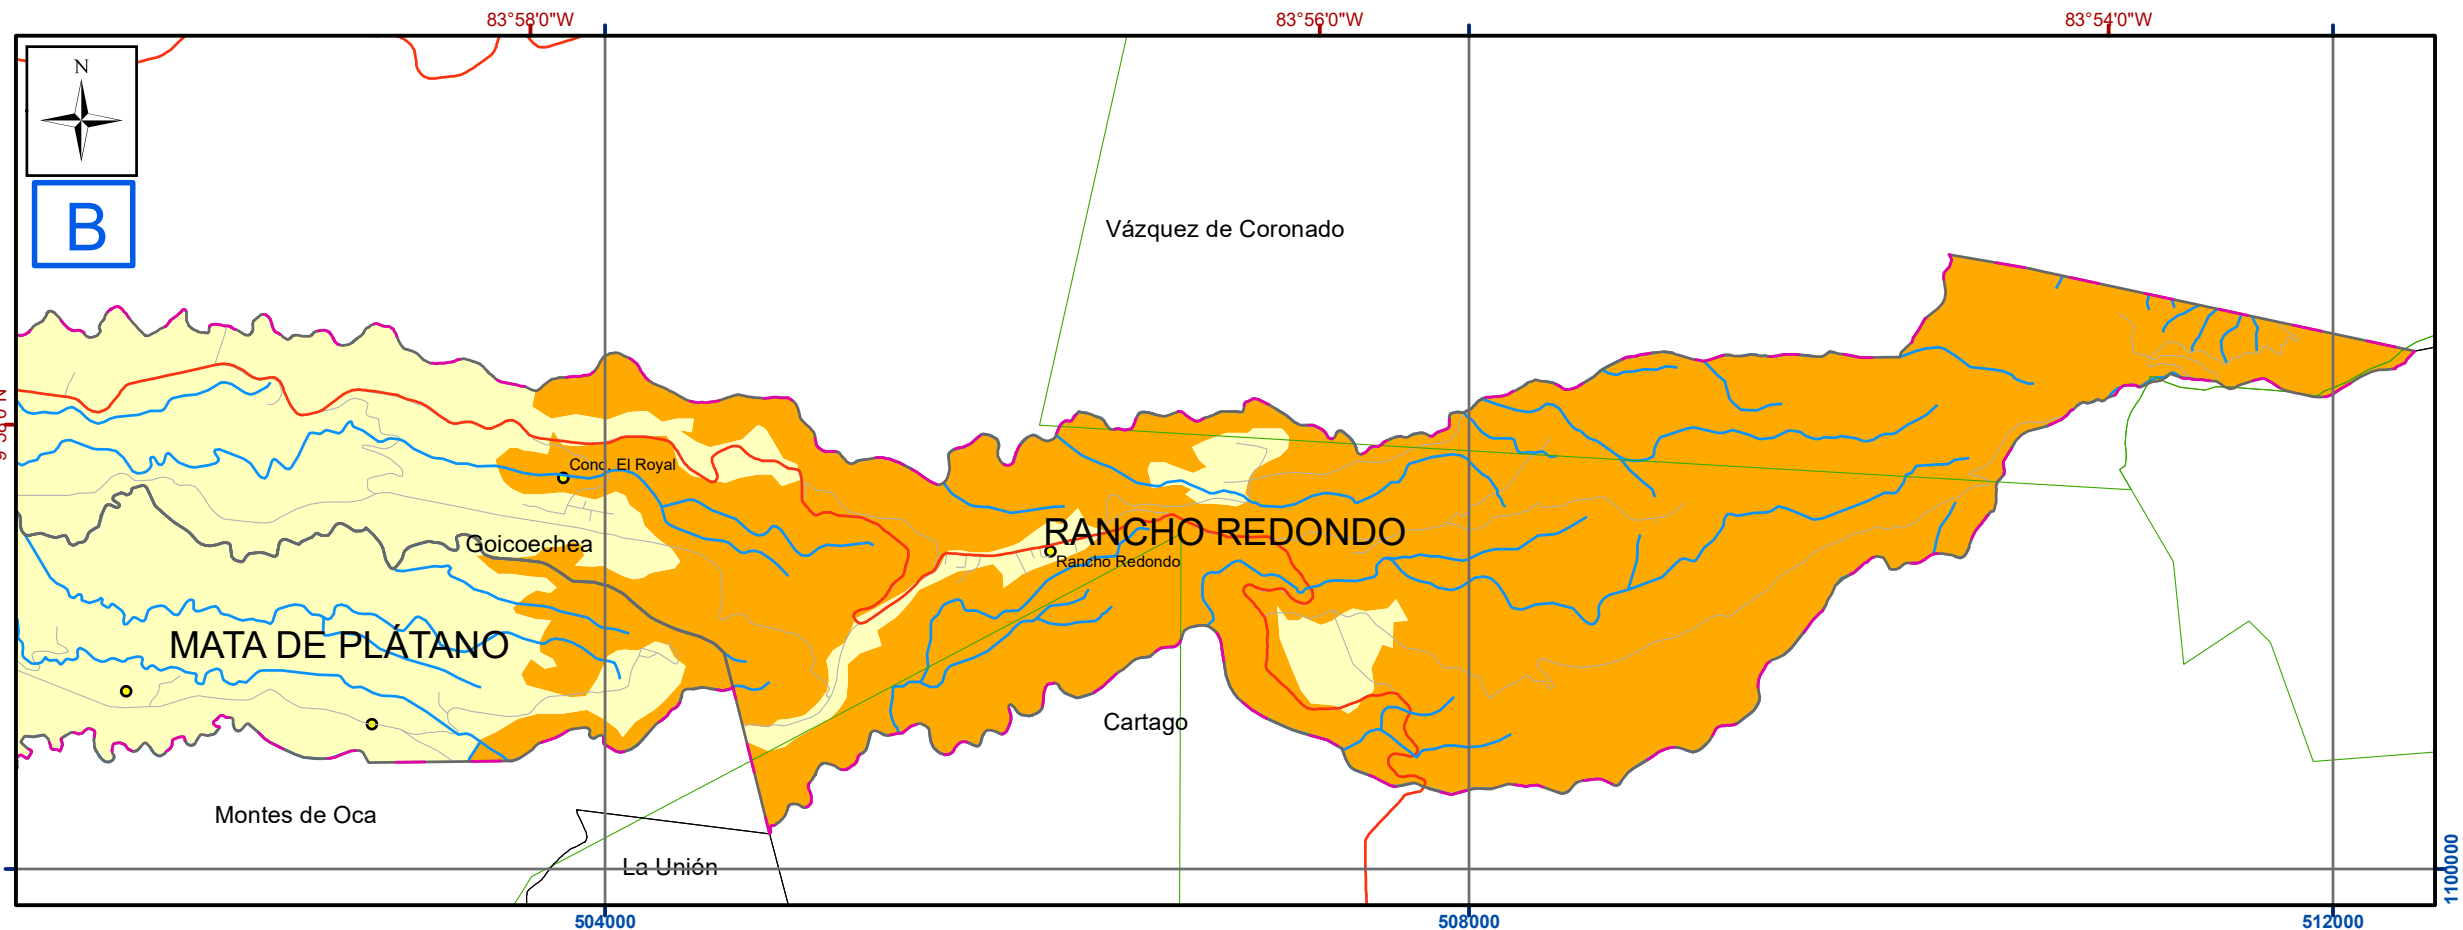 83°58'0"W
83°56'0"W
83°54'0"W
N
B
Vázquez de Coronado
Cond. El Royal
RANCHO REDONDO
Goicoechea
Rancho Redondo
MATA DE PLÁTANO
Cartago
Montes de Oca
La Unión
1100000
504000
508000
512000